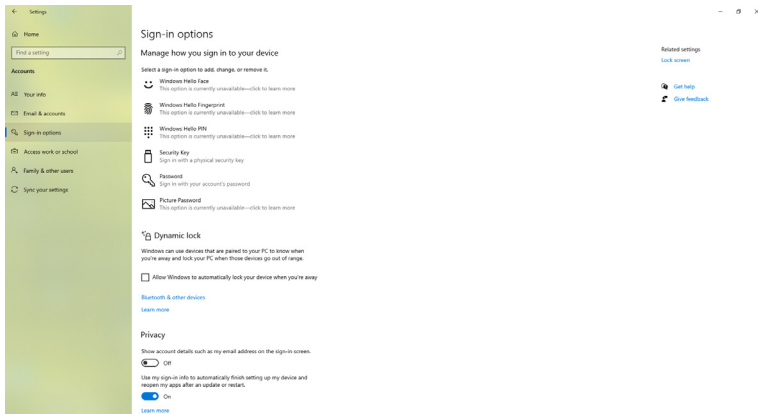 Settings
Home
Find a setting
Accounts
Your info
Email & accounts
Sign-in options
Access work or school
Family & other users
Sync your settings
Sign-in options
Manage how you sign in to your device
Select a sign-in option to add, change, or remove it.
Windows Hello Face
This option is currently unavailable—click to learn more
Windows Hello Fingerprint
This option is currently unavailable—click to learn more
Windows Hello PIN
This option is currently unavailable—click to learn more
Security Key
Sign in with a physical security key
Password
Sign in with your account's password
Picture Password
This option is currently unavailable—click to learn more
Dynamic lock
Windows can use devices that are paired to your PC to know when
you're away and lock your PC when those devices go out of range.
Allow Windows to automatically lock your device when you're away
Bluetooth & other devices
Learn more
Privacy
Show account details such as my email address on the sign-in screen.
Off
Use my sign-in info to automatically finish setting up my device and
reopen my apps after an update or restart.
On
Learn more
Related settings
Lock screen
Get help
Give feedback